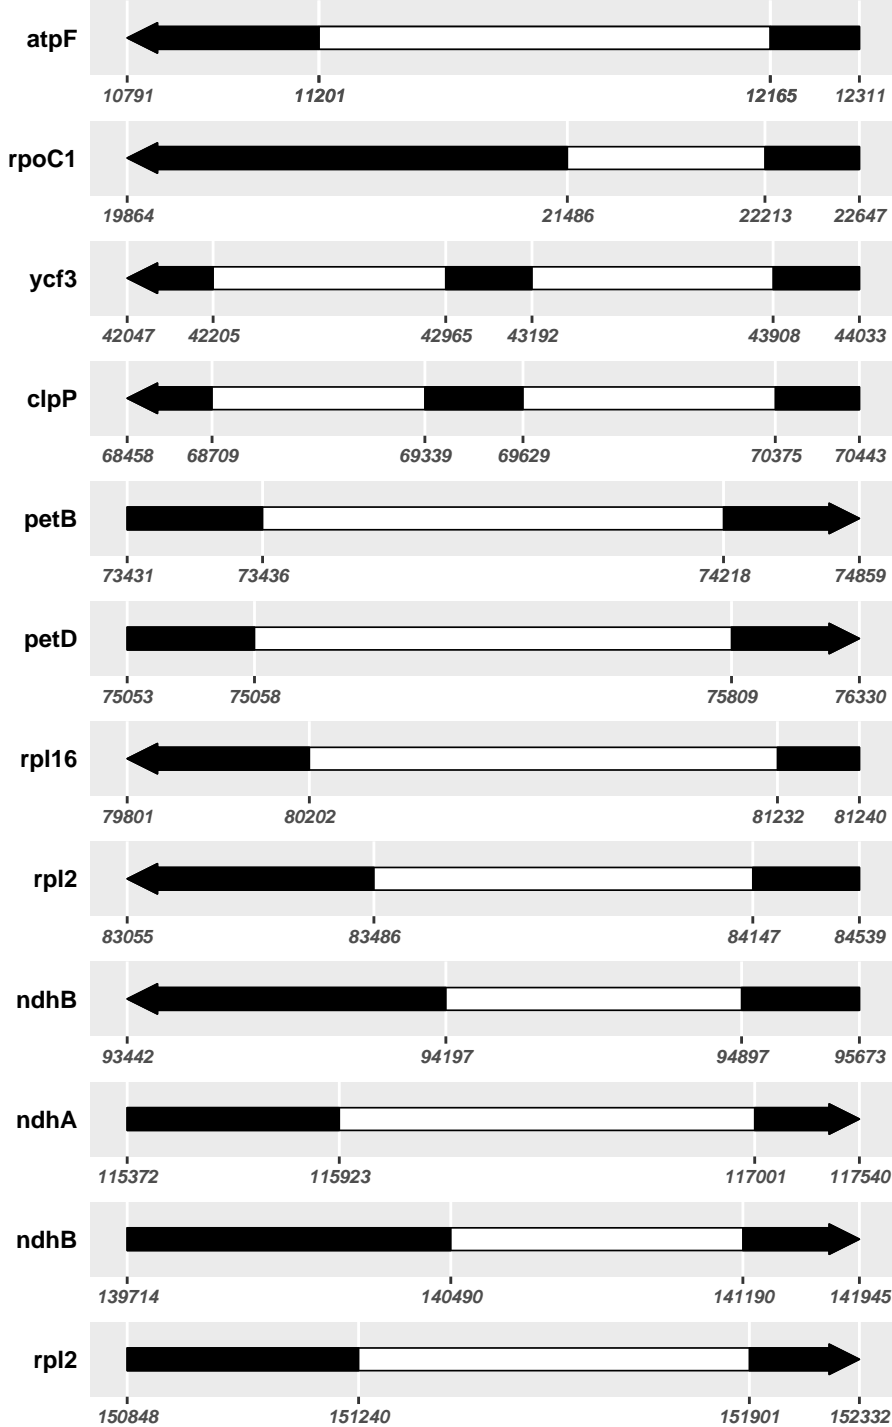 atpF
10791 11201 12165 12311
rpoC1
19864 21486 22213 22647
ycf3
42047 42205 42965 43192 43908 44033
clpP
68458 68709 69339 69629 70375 70443
petB
73431 73436 74218 74859
petD
75053 75058 75809 76330
rpl16
79801 80202 81232 81240
rpl2
83055 83486 84147 84539
ndhB
93442 94197 94897 95673
ndhA
115372 115923 117001 117540
ndhB
139714 140490 141190 141945
rpl2
150848 151240 151901 152332